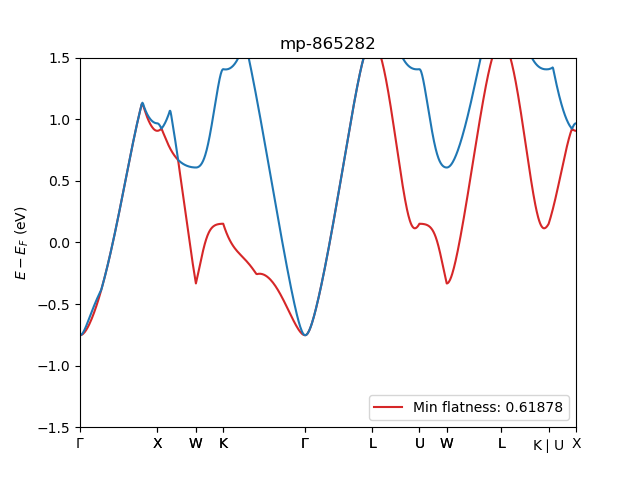 mp-865282
E − E_F (eV)
1.5
1.0
0.5
0.0
−0.5
−1.0
−1.5
Min flatness: 0.61878
Γ X W K Γ L U W L K | U X